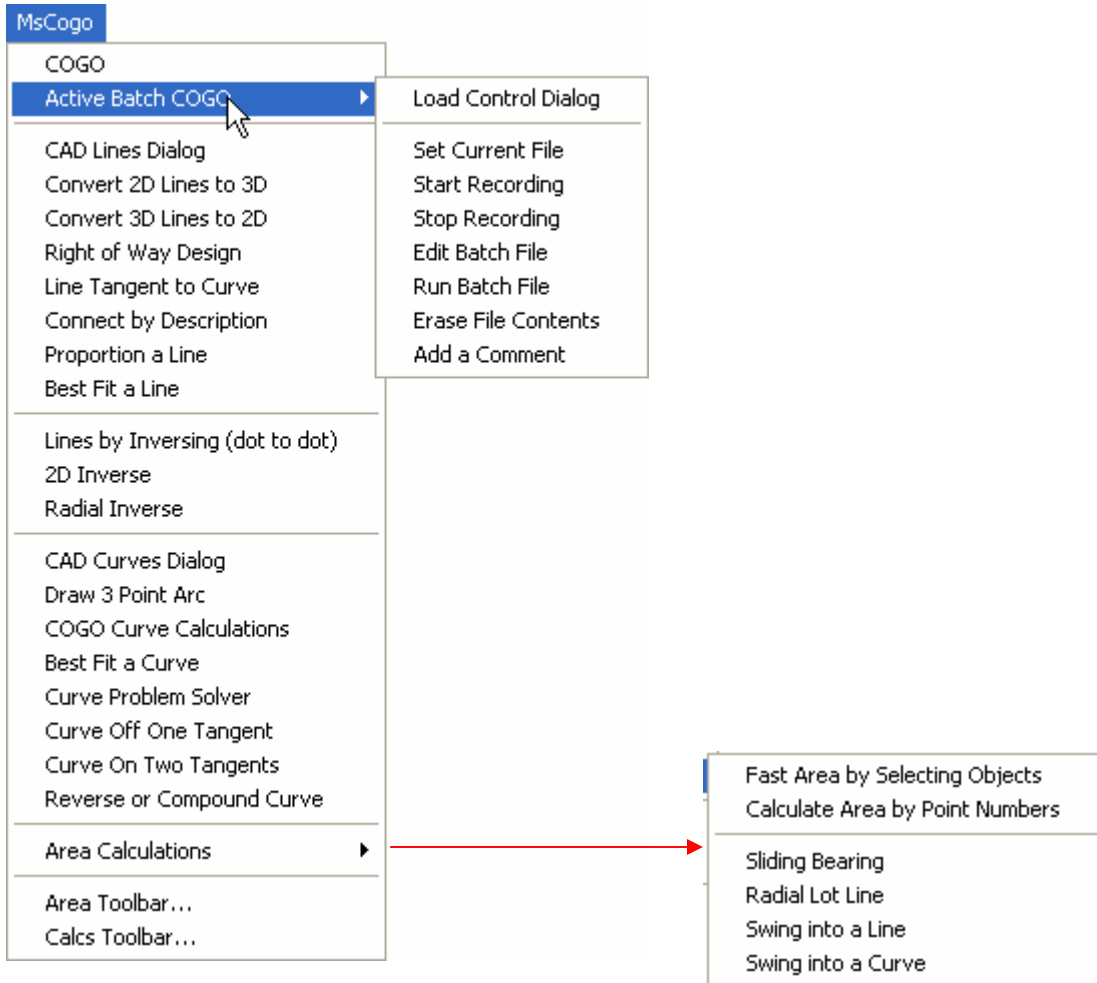 MsCogo
COGO
Active Batch COGO
Load Control Dialog
Set Current File
Start Recording
Stop Recording
Edit Batch File
Run Batch File
Erase File Contents
Add a Comment
CAD Lines Dialog
Convert 2D Lines to 3D
Convert 3D Lines to 2D
Right of Way Design
Line Tangent to Curve
Connect by Description
Proportion a Line
Best Fit a Line
Lines by Inversing (dot to dot)
2D Inverse
Radial Inverse
CAD Curves Dialog
Draw 3 Point Arc
COGO Curve Calculations
Best Fit a Curve
Curve Problem Solver
Curve Off One Tangent
Curve On Two Tangents
Reverse or Compound Curve
Area Calculations
Fast Area by Selecting Objects
Calculate Area by Point Numbers
Sliding Bearing
Radial Lot Line
Swing into a Line
Swing into a Curve
Area Toolbar...
Calcs Toolbar...